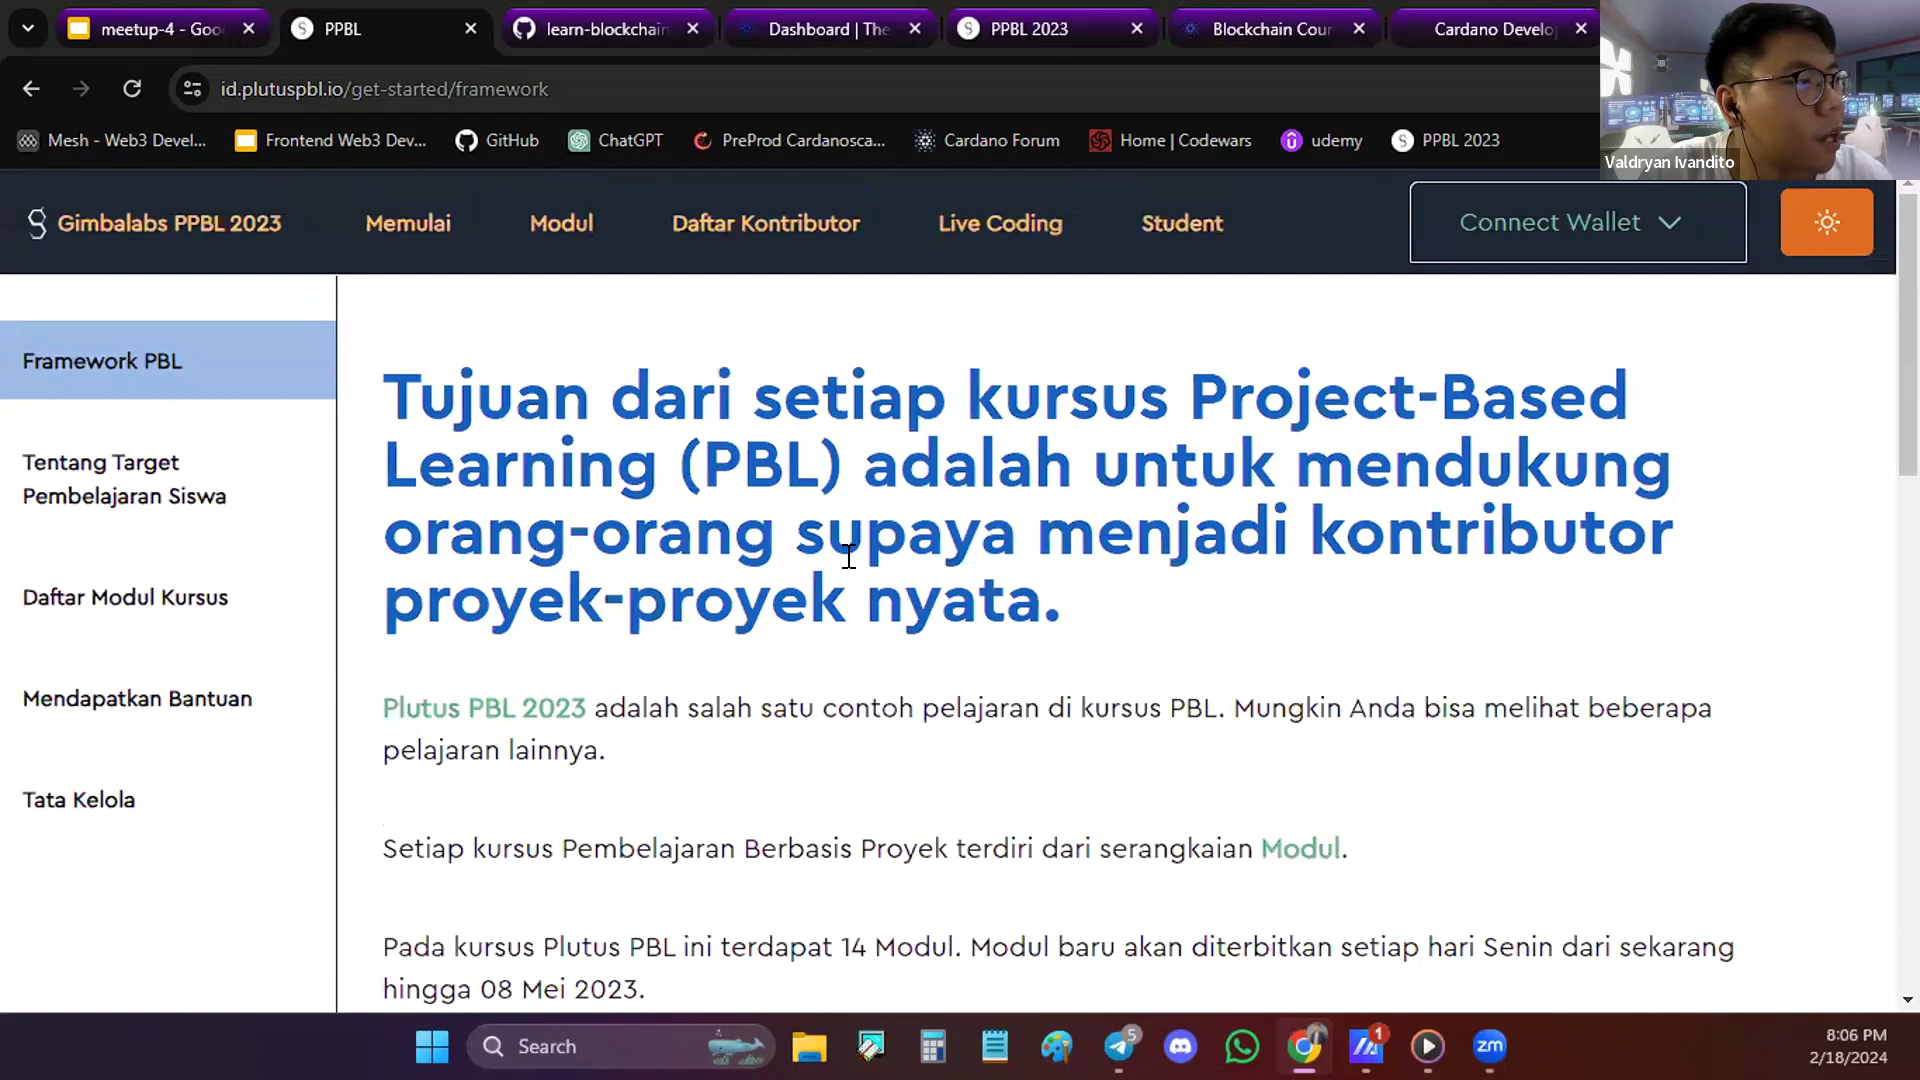 meetup-4 - Goo
PPBL
learn-blockchain
Dashboard | The
PPBL 2023
Blockchain Cour
Cardano Develo
id.plutuspbl.io/get-started/framework
Mesh - Web3 Devel...
Frontend Web3 Dev...
GitHub
ChatGPT
PreProd Cardanosca...
Cardano Forum
Home | Codewars
udemy
PPBL 2023
Valdryan Ivandito
Gimbalabs PPBL 2023
Memulai
Modul
Daftar Kontributor
Live Coding
Student
Connect Wallet
Framework PBL
Tentang Target
Pembelajaran Siswa
Daftar Modul Kursus
Mendapatkan Bantuan
Tata Kelola
Tujuan dari setiap kursus Project-Based
Learning (PBL) adalah untuk mendukung
orang-orang supaya menjadi kontributor
proyek-proyek nyata.
Plutus PBL 2023 adalah salah satu contoh pelajaran di kursus PBL. Mungkin Anda bisa melihat beberapa
pelajaran lainnya.
Setiap kursus Pembelajaran Berbasis Proyek terdiri dari serangkaian Modul.
Pada kursus Plutus PBL ini terdapat 14 Modul. Modul baru akan diterbitkan setiap hari Senin dari sekarang
hingga 08 Mei 2023.
Search
5
1
zm
8:06 PM
2/18/2024